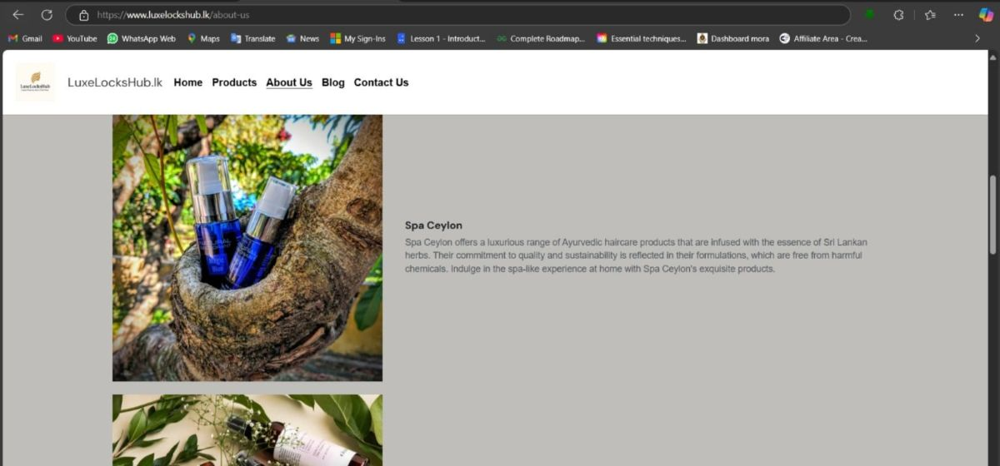 https://www.luxelockshub.lk/about-us
Gmail YouTube WhatsApp Web Maps Translate News My Sign-Ins Lesson 1 - Introduct... Complete Roadmap... Essential techniques... Dashboard mora Affiliate Area - Crea...
LuxeLocksHub
LuxeLocksHub.lk Home Products About Us Blog Contact Us
NATURAL
Magic
Blue
Spa Ceylon
Spa Ceylon offers a luxurious range of Ayurvedic haircare products that are infused with the essence of Sri Lankan
herbs. Their commitment to quality and sustainability is reflected in their formulations, which are free from harmful
chemicals. Indulge in the spa-like experience at home with Spa Ceylon's exquisite products.